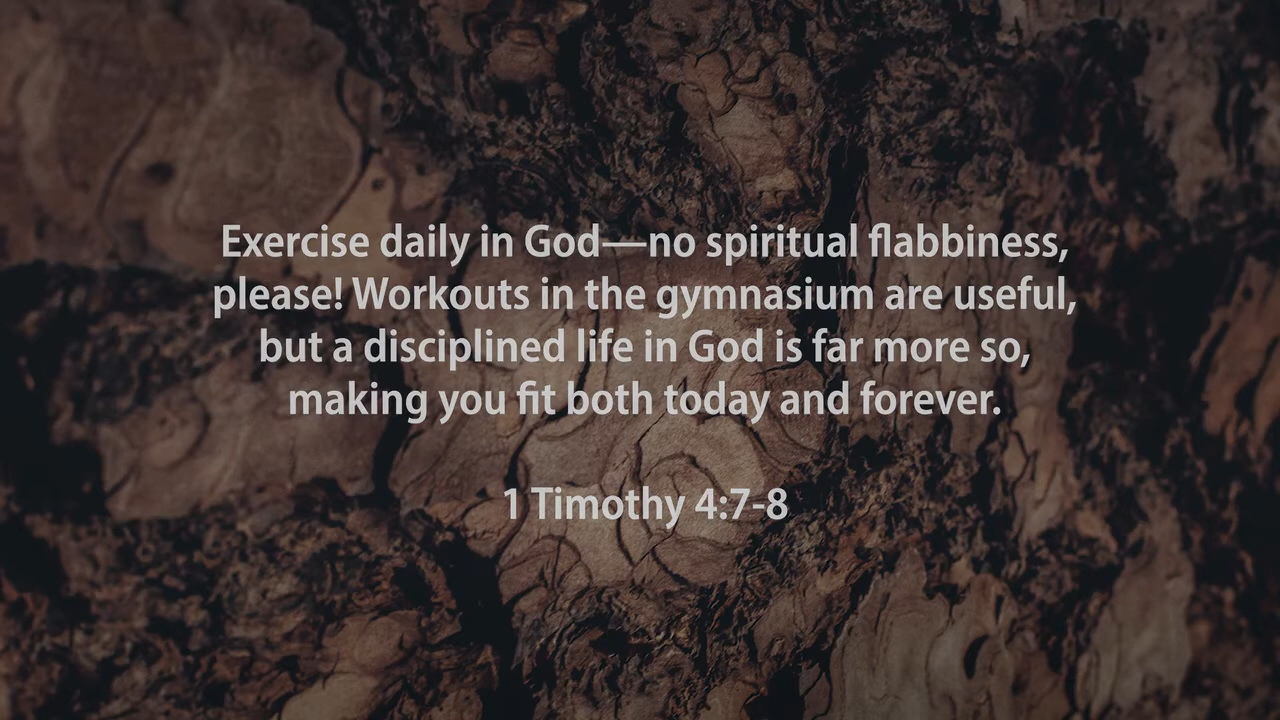 Exercise daily in God—no spiritual flabbiness,
please! Workouts in the gymnasium are useful,
but a disciplined life in God is far more so,
making you fit both today and forever.
1 Timothy 4:7-8